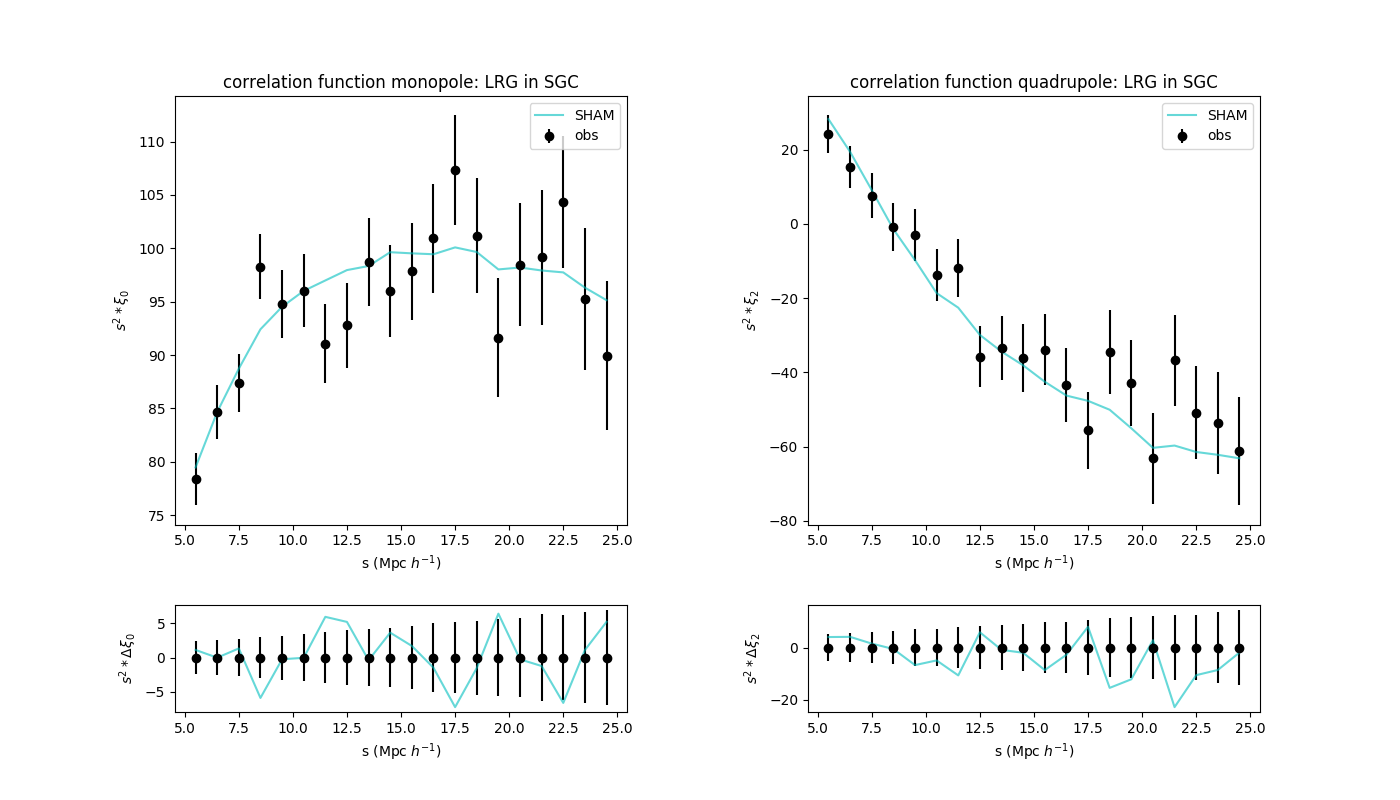 correlation function monopole: LRG in SGC
SHAM
obs
110
105
100
95
90
85
80
75
$s^2 * \xi_0$
5.0 7.5 10.0 12.5 15.0 17.5 20.0 22.5 25.0
s (Mpc $h^{-1}$)
correlation function quadrupole: LRG in SGC
SHAM
obs
20
0
−20
−40
−60
−80
$s^2 * \xi_2$
5.0 7.5 10.0 12.5 15.0 17.5 20.0 22.5 25.0
s (Mpc $h^{-1}$)
5
0
−5
$s^2 * \Delta\xi_0$
5.0 7.5 10.0 12.5 15.0 17.5 20.0 22.5 25.0
s (Mpc $h^{-1}$)
0
−20
$s^2 * \Delta\xi_2$
5.0 7.5 10.0 12.5 15.0 17.5 20.0 22.5 25.0
s (Mpc $h^{-1}$)